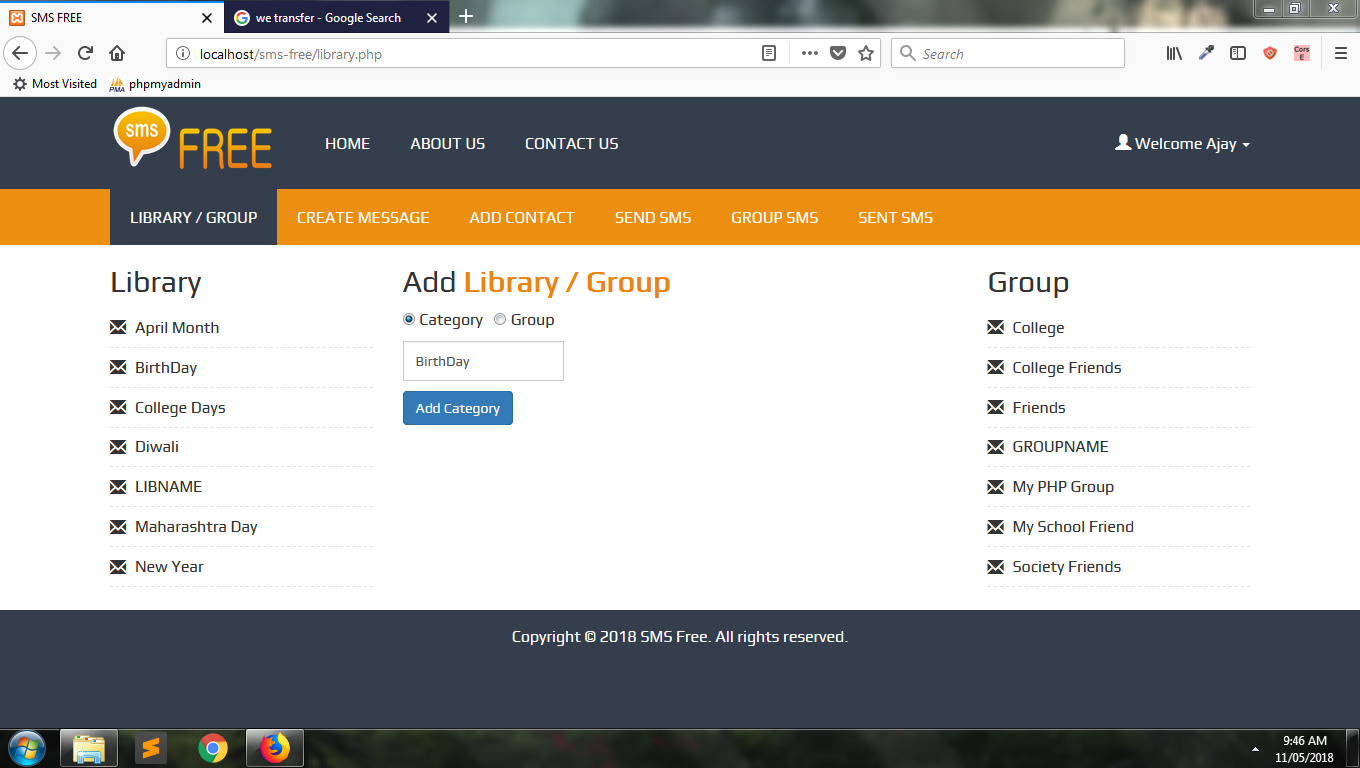 SMS FREE
we transfer - Google Search
localhost/sms-free/library.php
Search
Cors E
Most Visited
PMA phpmyadmin
sms FREE
HOME ABOUT US CONTACT US
Welcome Ajay
LIBRARY / GROUP CREATE MESSAGE ADD CONTACT SEND SMS GROUP SMS SENT SMS
Library
April Month
BirthDay
College Days
Diwali
LIBNAME
Maharashtra Day
New Year
Add Library / Group
Category Group
BirthDay
Add Category
Group
College
College Friends
Friends
GROUPNAME
My PHP Group
My School Friend
Society Friends
Copyright © 2018 SMS Free. All rights reserved.
9:46 AM
11/05/2018